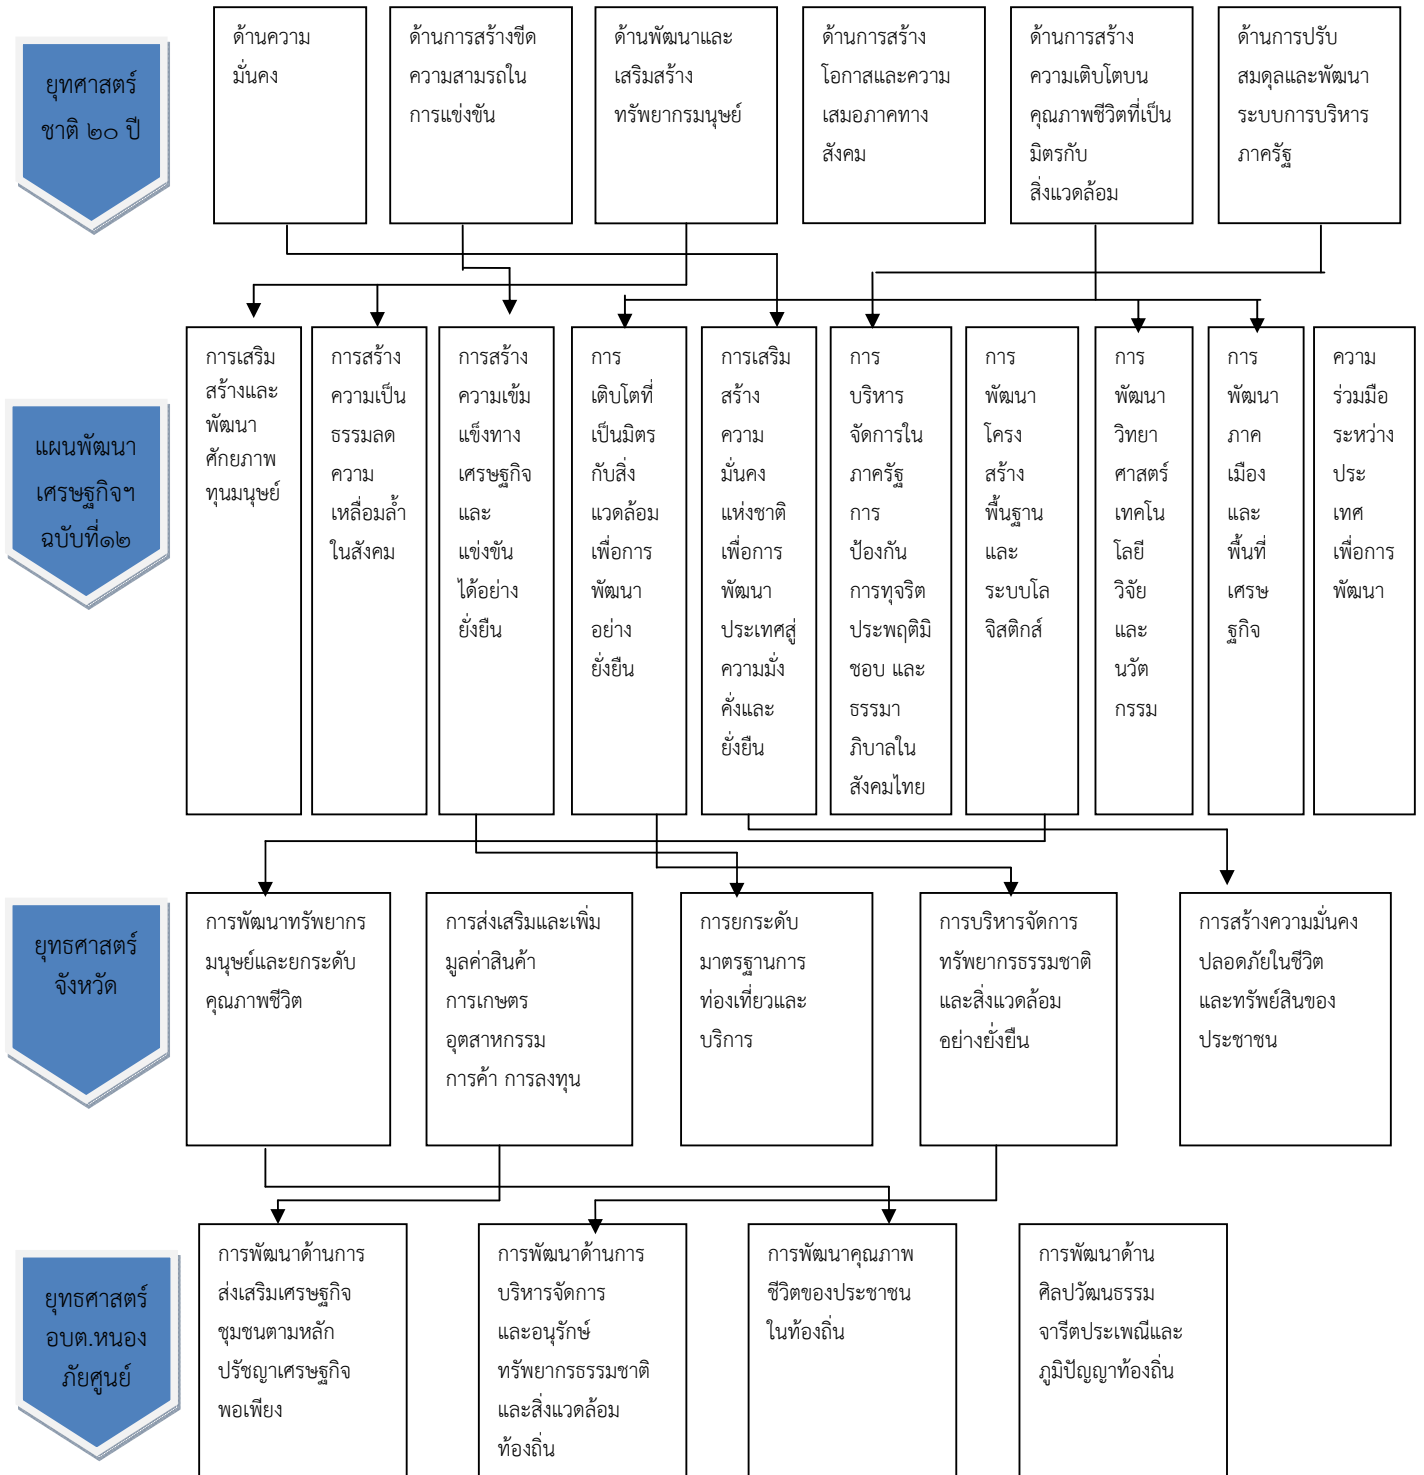 ยุทศาสตร์
ชาติ ๒๐ ปี
ด้านความ
มั่นคง
ด้านการสร้างขีด
ความสามรถใน
การแข่งขัน
ด้านพัฒนาและ
เสริมสร้าง
ทรัพยากรมนุษย์
ด้านการสร้าง
โอกาสและความ
เสมอภาคทาง
สังคม
ด้านการสร้าง
ความเติบโตบน
คุณภาพชีวิตที่เป็น
มิตรกับ
สิ่งแวดล้อม
ด้านการปรับ
สมดุลและพัฒนา
ระบบการบริหาร
ภาครัฐ
แผนพัฒนา
เศรษฐกิจฯ
ฉบับที่๑๒
การเสริม
สร้างและ
พัฒนา
ศักยภาพ
ทุนมนุษย์
การสร้าง
ความเป็น
ธรรมลด
ความ
เหลื่อมล้ำ
ในสังคม
การสร้าง
ความเข้ม
แข็งทาง
เศรษฐกิจ
และ
แข่งขัน
ได้อย่าง
ยั่งยืน
การ
เติบโตที่
เป็นมิตร
กับสิ่ง
แวดล้อม
เพื่อการ
พัฒนา
อย่าง
ยั่งยืน
การเสริม
สร้าง
ความ
มั่นคง
แห่งชาติ
เพื่อการ
พัฒนา
ประเทศสู่
ความมั่ง
คั่งและ
ยั่งยืน
การ
บริหาร
จัดการใน
ภาครัฐ
การ
ป้องกัน
การทุจริต
ประพฤติมิ
ชอบ และ
ธรรมา
ภิบาลใน
สังคมไทย
การ
พัฒนา
โครง
สร้าง
พื้นฐาน
และ
ระบบโล
จิสติกส์
การ
พัฒนา
วิทยา
ศาสตร์
เทคโน
โลยี
วิจัย
และ
นวัต
กรรม
การ
พัฒนา
ภาค
เมือง
และ
พื้นที่
เศรษ
ฐกิจ
ความ
ร่วมมือ
ระหว่าง
ประ
เทศ
เพื่อการ
พัฒนา
ยุทธศาสตร์
จังหวัด
การพัฒนาทรัพยากร
มนุษย์และยกระดับ
คุณภาพชีวิต
การส่งเสริมและเพิ่ม
มูลค่าสินค้า
การเกษตร
อุตสาหกรรม
การค้า การลงทุน
การยกระดับ
มาตรฐานการ
ท่องเที่ยวและ
บริการ
การบริหารจัดการ
ทรัพยากรธรรมชาติ
และสิ่งแวดล้อม
อย่างยั่งยืน
การสร้างความมั่นคง
ปลอดภัยในชีวิต
และทรัพย์สินของ
ประชาชน
ยุทธศาสตร์
อบต.หนอง
ภัยศูนย์
การพัฒนาด้านการ
ส่งเสริมเศรษฐกิจ
ชุมชนตามหลัก
ปรัชญาเศรษฐกิจ
พอเพียง
การพัฒนาด้านการ
บริหารจัดการ
และอนุรักษ์
ทรัพยากรธรรมชาติ
และสิ่งแวดล้อม
ท้องถิ่น
การพัฒนาคุณภาพ
ชีวิตของประชาชน
ในท้องถิ่น
การพัฒนาด้าน
ศิลปวัฒนธรรม
จารีตประเพณีและ
ภูมิปัญญาท้องถิ่น